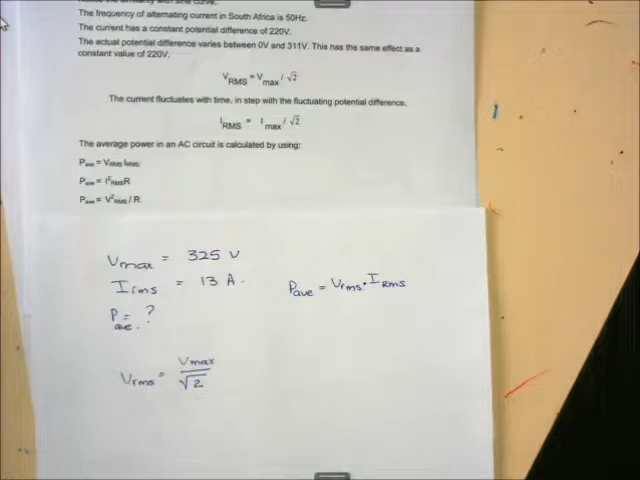 The frequency of alternating current in South Africa is 50Hz.
The current has a constant potential difference of 220V.
The actual potential difference varies between 0V and 311V. This has the same effect as a
constant value of 220V.
VRMS = Vmax / √2
The current fluctuates with time, in step with the fluctuating potential difference.
IRMS = Imax / √2
The average power in an AC circuit is calculated by using:
Pave = VRMS IRMS
Pave = I²RMSR
Pave = V²RMS / R
Vmax = 325 V
Irms = 13 A.
Pave = Vrms . IRms
Pave. = ?
Vrms = Vmax / √2